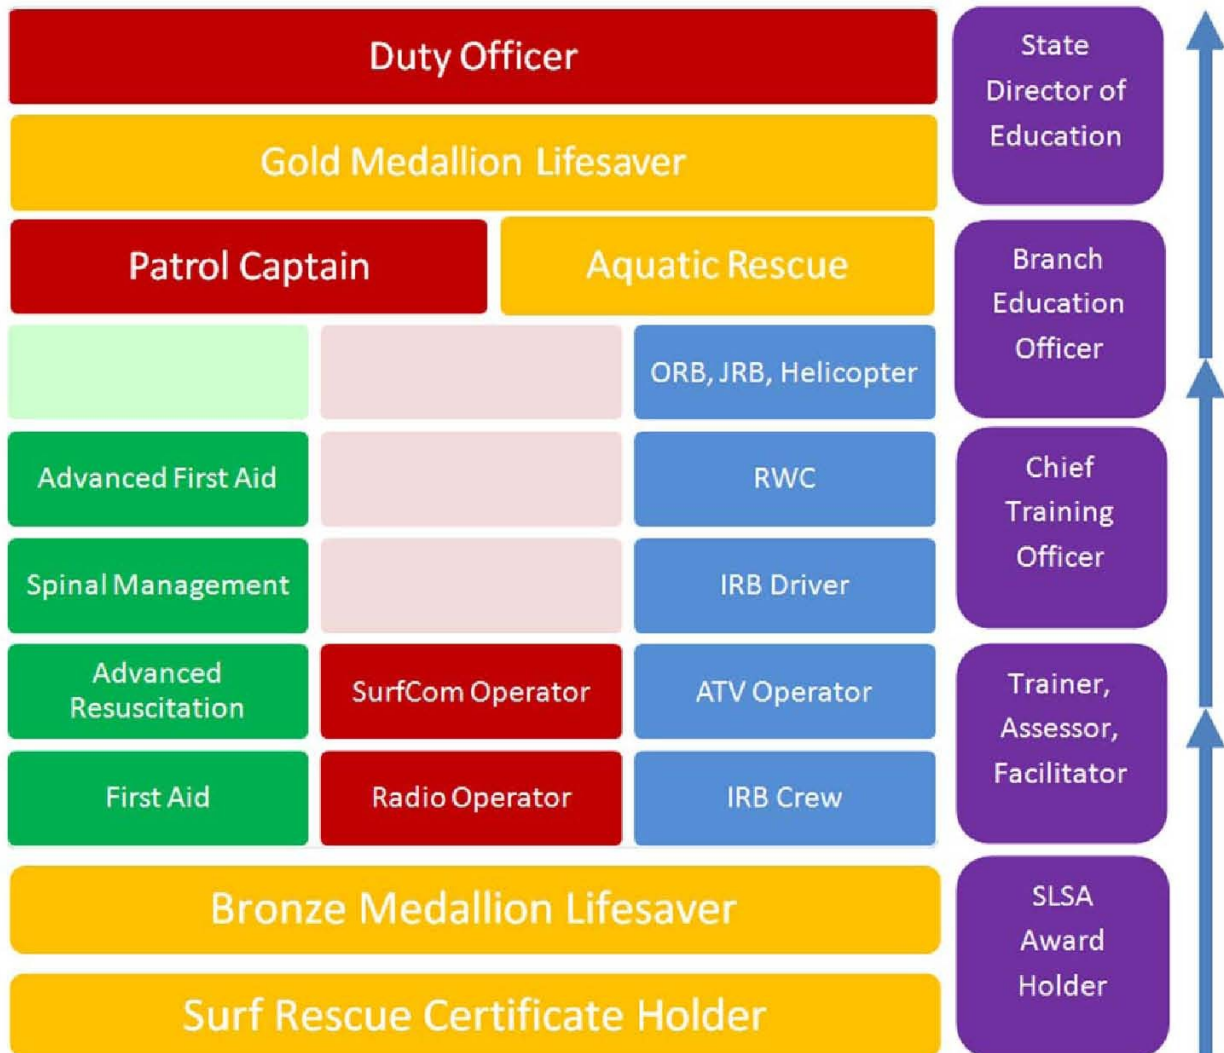 Duty Officer
Gold Medallion Lifesaver
Patrol Captain
Aquatic Rescue
ORB, JRB, Helicopter
Advanced First Aid
RWC
Spinal Management
IRB Driver
Advanced
Resuscitation
SurfCom Operator
ATV Operator
First Aid
Radio Operator
IRB Crew
Bronze Medallion Lifesaver
Surf Rescue Certificate Holder
State
Director of
Education
Branch
Education
Officer
Chief
Training
Officer
Trainer,
Assessor,
Facilitator
SLSA
Award
Holder